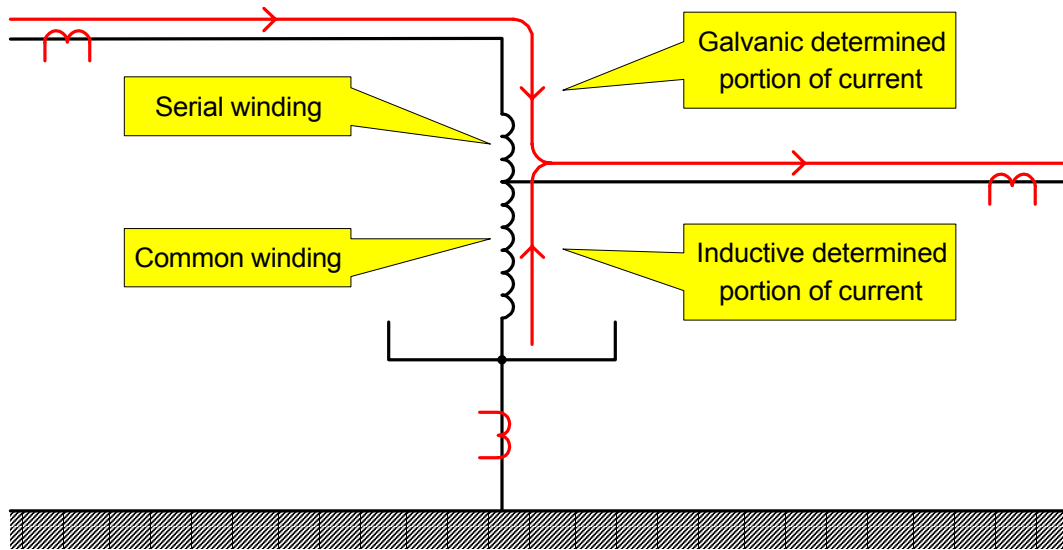 Galvanic determined
portion of current
Serial winding
Common winding
Inductive determined
portion of current